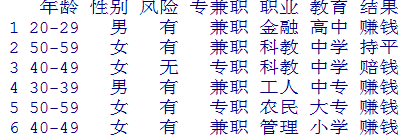 年龄 性别 风险 专兼职 职业 教育 结果
1 20-29 男 有 兼职 金融 高中 赚钱
2 50-59 女 有 兼职 科教 中学 持平
3 40-49 女 无 专职 科教 中学 赔钱
4 30-39 男 有 兼职 工人 中专 赚钱
5 50-59 女 有 专职 农民 大专 赚钱
6 40-49 女 有 兼职 管理 小学 赚钱